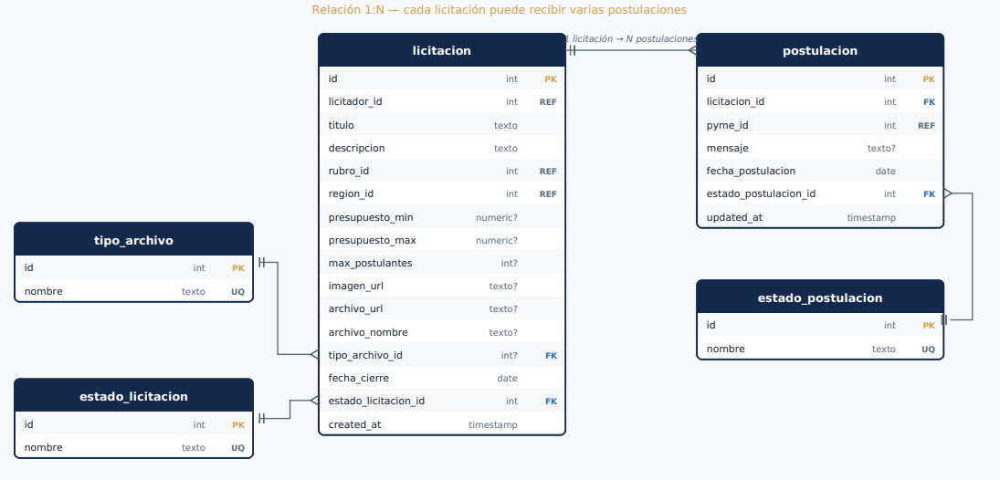 Relación 1:N — cada licitación puede recibir varias postulaciones
1 licitación → N postulaciones
licitacion
id int PK
licitador_id int REF
titulo texto
descripcion texto
rubro_id int REF
region_id int REF
presupuesto_min numeric?
presupuesto_max numeric?
max_postulantes int?
imagen_url texto?
archivo_url texto?
archivo_nombre texto?
tipo_archivo_id int? FK
fecha_cierre date
estado_licitacion_id int FK
created_at timestamp
postulacion
id int PK
licitacion_id int FK
pyme_id int REF
mensaje texto?
fecha_postulacion date
estado_postulacion_id int FK
updated_at timestamp
tipo_archivo
id int PK
nombre texto UQ
estado_postulacion
id int PK
nombre texto UQ
estado_licitacion
id int PK
nombre texto UQ